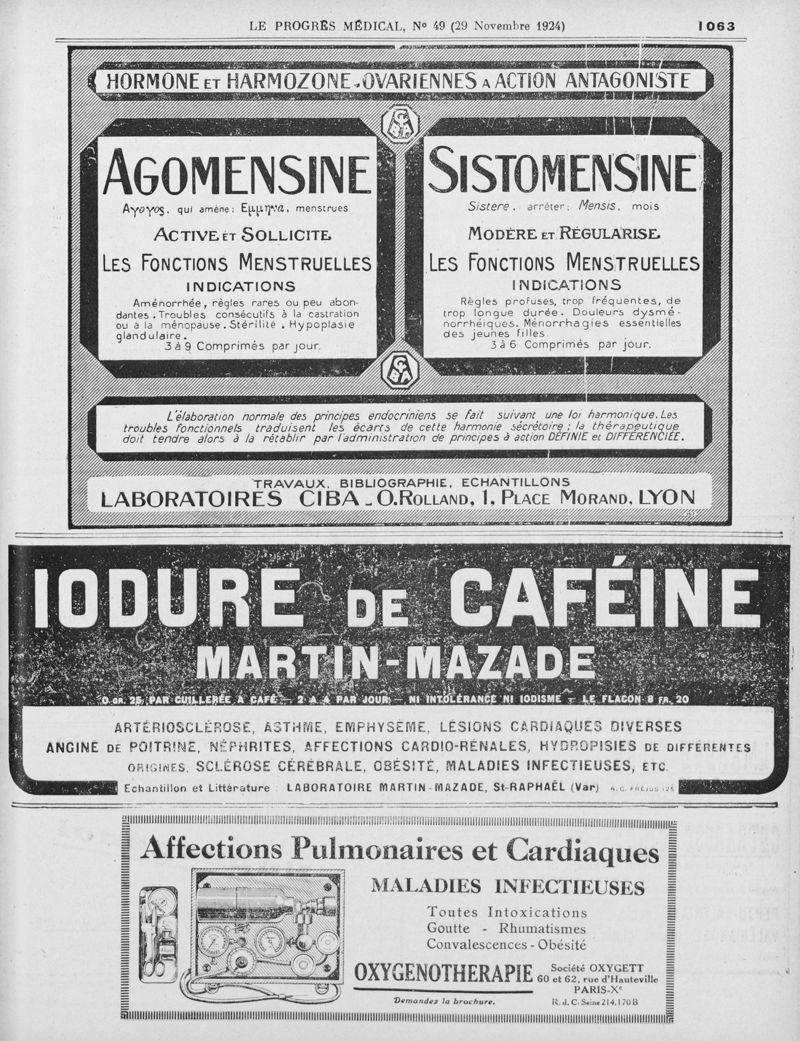 LE PROGRÈS MÉDICAL, No 49 (29 Novembre 1924) 1063
HORMONE ET HARMOZONE - OVARIENNES A ACTION ANTAGONISTE
CIBA
AGOMENSINE
Αγογος, qui amène; Εμμηνα, menstrues
ACTIVE ET SOLLICITE
LES FONCTIONS MENSTRUELLES
INDICATIONS
Aménorrhée, règles rares ou peu abon-
dantes. Troubles consécutifs à la castration
ou à la ménopause. Stérilité. Hypoplasie
glandulaire.
3 à 9 Comprimés par jour.
SISTOMENSINE
Sistere, arrêter; Mensis, mois
MODÈRE ET RÉGULARISE
LES FONCTIONS MENSTRUELLES
INDICATIONS
Règles profuses, trop fréquentes, de
trop longue durée. Douleurs dysmé-
norrhéiques. Ménorrhagies essentielles
des jeunes filles.
3 à 6 Comprimés par jour.
CIBA
L'élaboration normale des principes endocriniens se fait suivant une loi harmonique. Les
troubles fonctionnels traduisent les écarts de cette harmonie sécrétoire; la thérapeutique
doit tendre alors à la rétablir par l'administration de principes à action DÉFINIE et DIFFÉRENCIÉE.
TRAVAUX, BIBLIOGRAPHIE, ECHANTILLONS
LABORATOIRES CIBA - O. ROLLAND, 1, PLACE MORAND, LYON
IODURE DE CAFÉINE
MARTIN-MAZADE
0 GR. 25 PAR CUILLERÉE A CAFÉ - 2 A 4 PAR JOUR - NI INTOLÉRANCE NI IODISME - LE FLACON 8 FR. 20
ARTÉRIOSCLÉROSE, ASTHME, EMPHYSÈME, LÉSIONS CARDIAQUES DIVERSES
ANGINE DE POITRINE, NÉPHRITES, AFFECTIONS CARDIO-RÉNALES, HYDROPISIES DE DIFFÉRENTES
ORIGINES, SCLÉROSE CÉRÉBRALE, OBÉSITÉ, MALADIES INFECTIEUSES, ETC.
Echantillon et Littérature : LABORATOIRE MARTIN-MAZADE, St-RAPHAËL (Var) R. C. FRÉJUS
Affections Pulmonaires et Cardiaques
MALADIES INFECTIEUSES
Toutes Intoxications
Goutte - Rhumatismes
Convalescences - Obésité
OXYGENOTHERAPIE
Société OXYGETT
60 et 62, rue d'Hauteville
PARIS-Xe
Demandez la brochure.
R. d. C. Seine 214.170 B